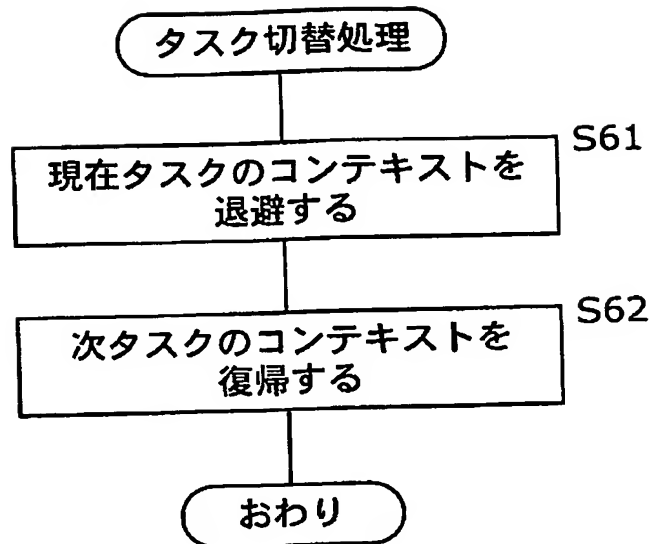 タスク切替処理
S61
現在タスクのコンテキストを
退避する
S62
次タスクのコンテキストを
復帰する
おわり